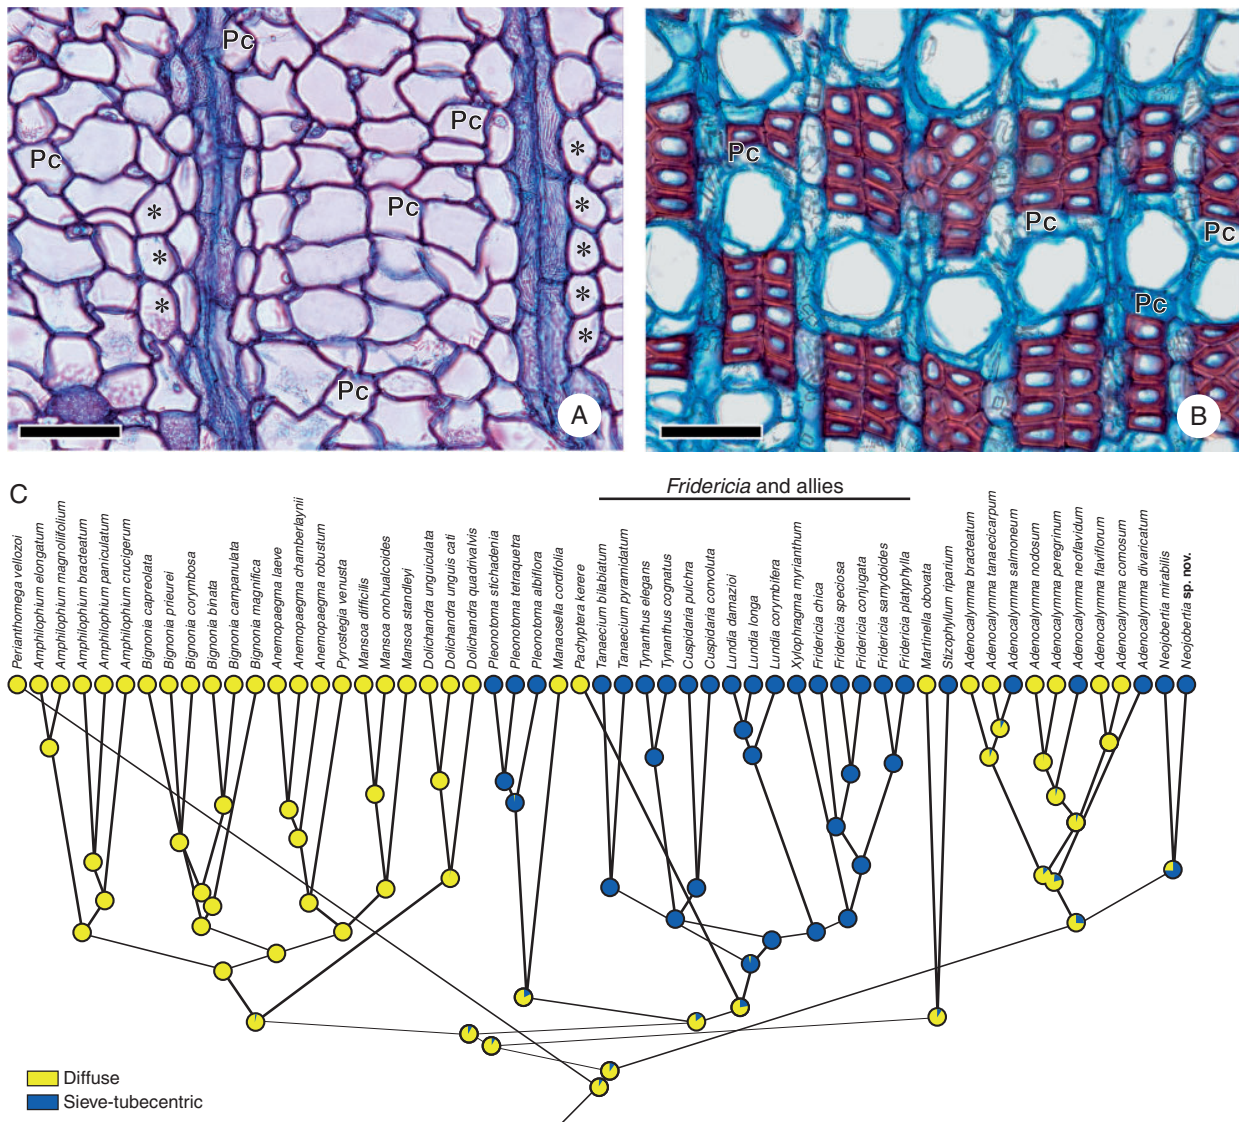 Pc
Pc
Pc
Pc
Pc
*
*
*
*
*
*
*
*
A
Pc
Pc
Pc
Pc
B
C
Fridericia and allies
Perianthomega vellozoi
Amphilophium elongatum
Amphilophium magnoliifolium
Amphilophium bracteatum
Amphilophium paniculatum
Amphilophium crucigerum
Bignonia capreolata
Bignonia prieurei
Bignonia corymbosa
Bignonia binata
Bignonia campanulata
Bignonia magnifica
Anemopaegma laeve
Anemopaegma chamberlaynii
Anemopaegma robustum
Pyrostegia venusta
Mansoa difficilis
Mansoa onohualcoides
Mansoa standleyi
Dolichandra unguiculata
Dolichandra unguis cati
Dolichandra quadrivalvis
Pleonotoma stichadenia
Pleonotoma tetraquetra
Pleonotoma albiflora
Manaosella cordifolia
Pachyptera kerere
Tanaecium bilabiatum
Tanaecium pyramidatum
Tynanthus elegans
Tynanthus cognatus
Cuspidaria pulchra
Cuspidaria convoluta
Lundia damazioi
Lundia longa
Lundia corymbifera
Xylophragma myrianthum
Fridericia chica
Fridericia speciosa
Fridericia conjugata
Fridericia samydoides
Fridericia platyphylla
Martinella obovata
Stizophyllum riparium
Adenocalymma bracteatum
Adenocalymma tanaeciicarpum
Adenocalymma salmoneum
Adenocalymma nodosum
Adenocalymma peregrinum
Adenocalymma neoflavidum
Adenocalymma flaviflorum
Adenocalymma comosum
Adenocalymma divaricatum
Neojobertia mirabilis
Neojobertia sp. nov.
Diffuse
Sieve-tubecentric